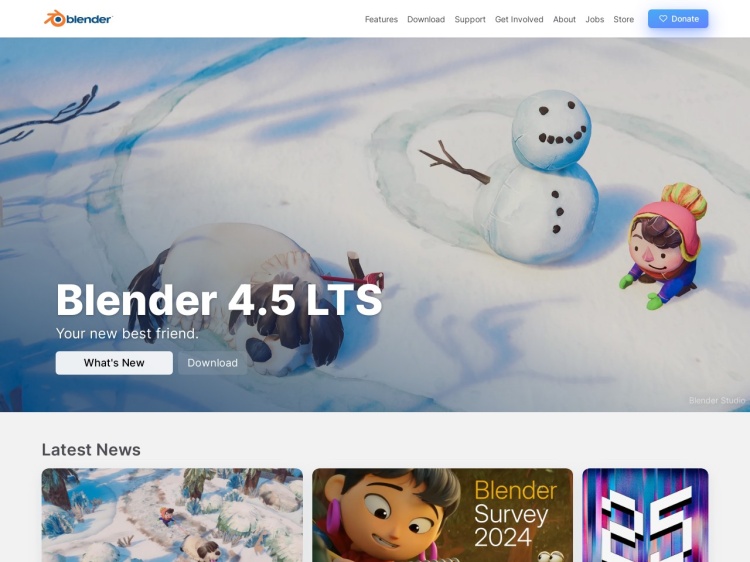 blender
Features Download Support Get Involved About Jobs Store Donate
Blender 4.5 LTS
Your new best friend.
What's New Download
Blender Studio
Latest News
Blender
Survey
2024